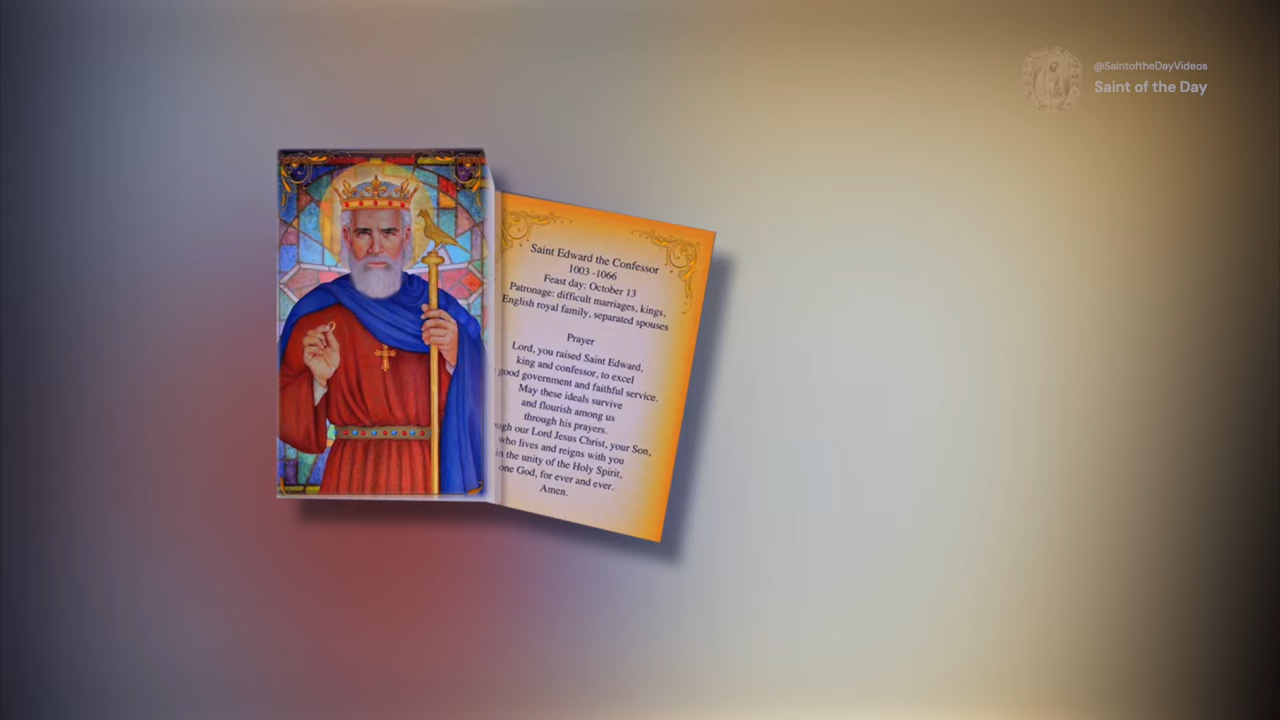 @SaintoftheDayVideos
Saint of the Day
Saint Edward the Confessor
1003 -1066
Feast day: October 13
Patronage: difficult marriages, kings,
English royal family, separated spouses
Prayer
Lord, you raised Saint Edward,
king and confessor, to excel
good government and faithful service.
May these ideals survive
and flourish among us
through his prayers.
our Lord Jesus Christ, your Son,
who lives and reigns with you
in the unity of the Holy Spirit,
one God, for ever and ever.
Amen.